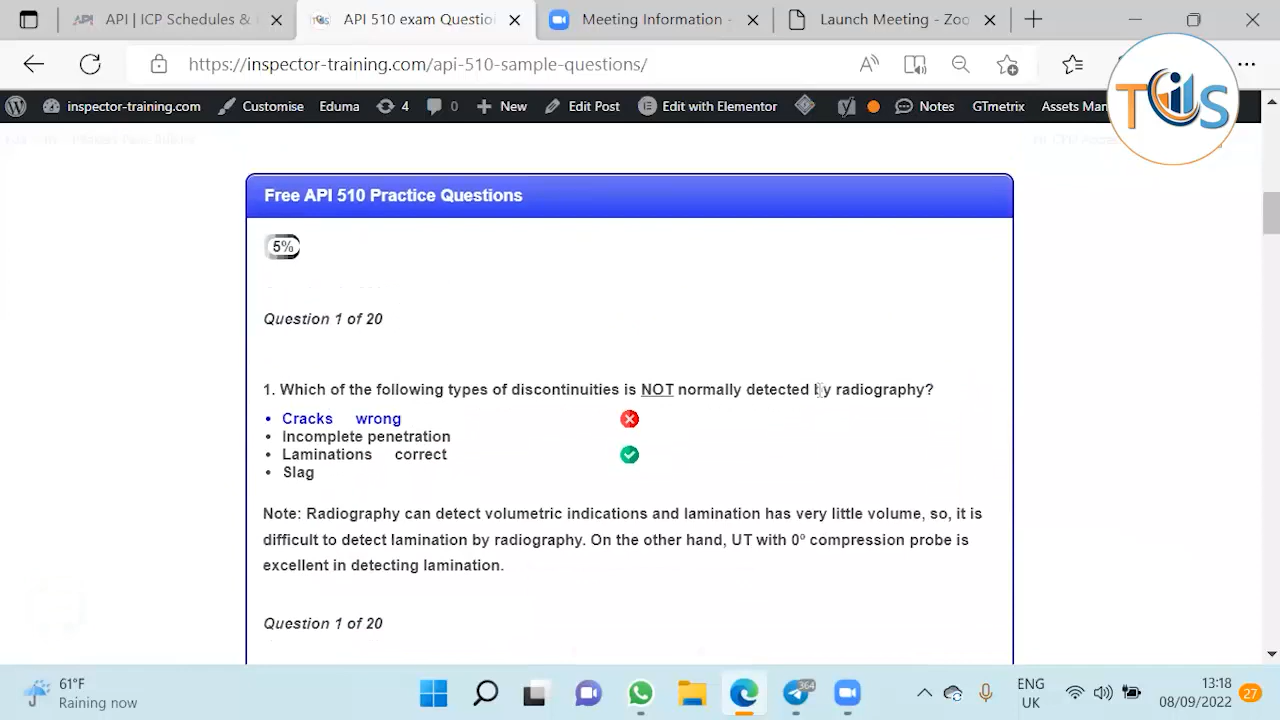 API | ICP Schedules &
API 510 exam Questio
Meeting Information -
Launch Meeting - Zoo
https://inspector-training.com/api-510-sample-questions/
inspector-training.com
Customise
Eduma
4
0
New
Edit Post
Edit with Elementor
Notes
GTmetrix
Assets Man
TIS
Free API 510 Practice Questions
5%
Question 1 of 20
1. Which of the following types of discontinuities is NOT normally detected by radiography?
• Cracks wrong
• Incomplete penetration
• Laminations correct
• Slag
Note: Radiography can detect volumetric indications and lamination has very little volume, so, it is
difficult to detect lamination by radiography. On the other hand, UT with 0º compression probe is
excellent in detecting lamination.
Question 1 of 20
61°F
Raining now
364
ENG
UK
13:18
08/09/2022
27